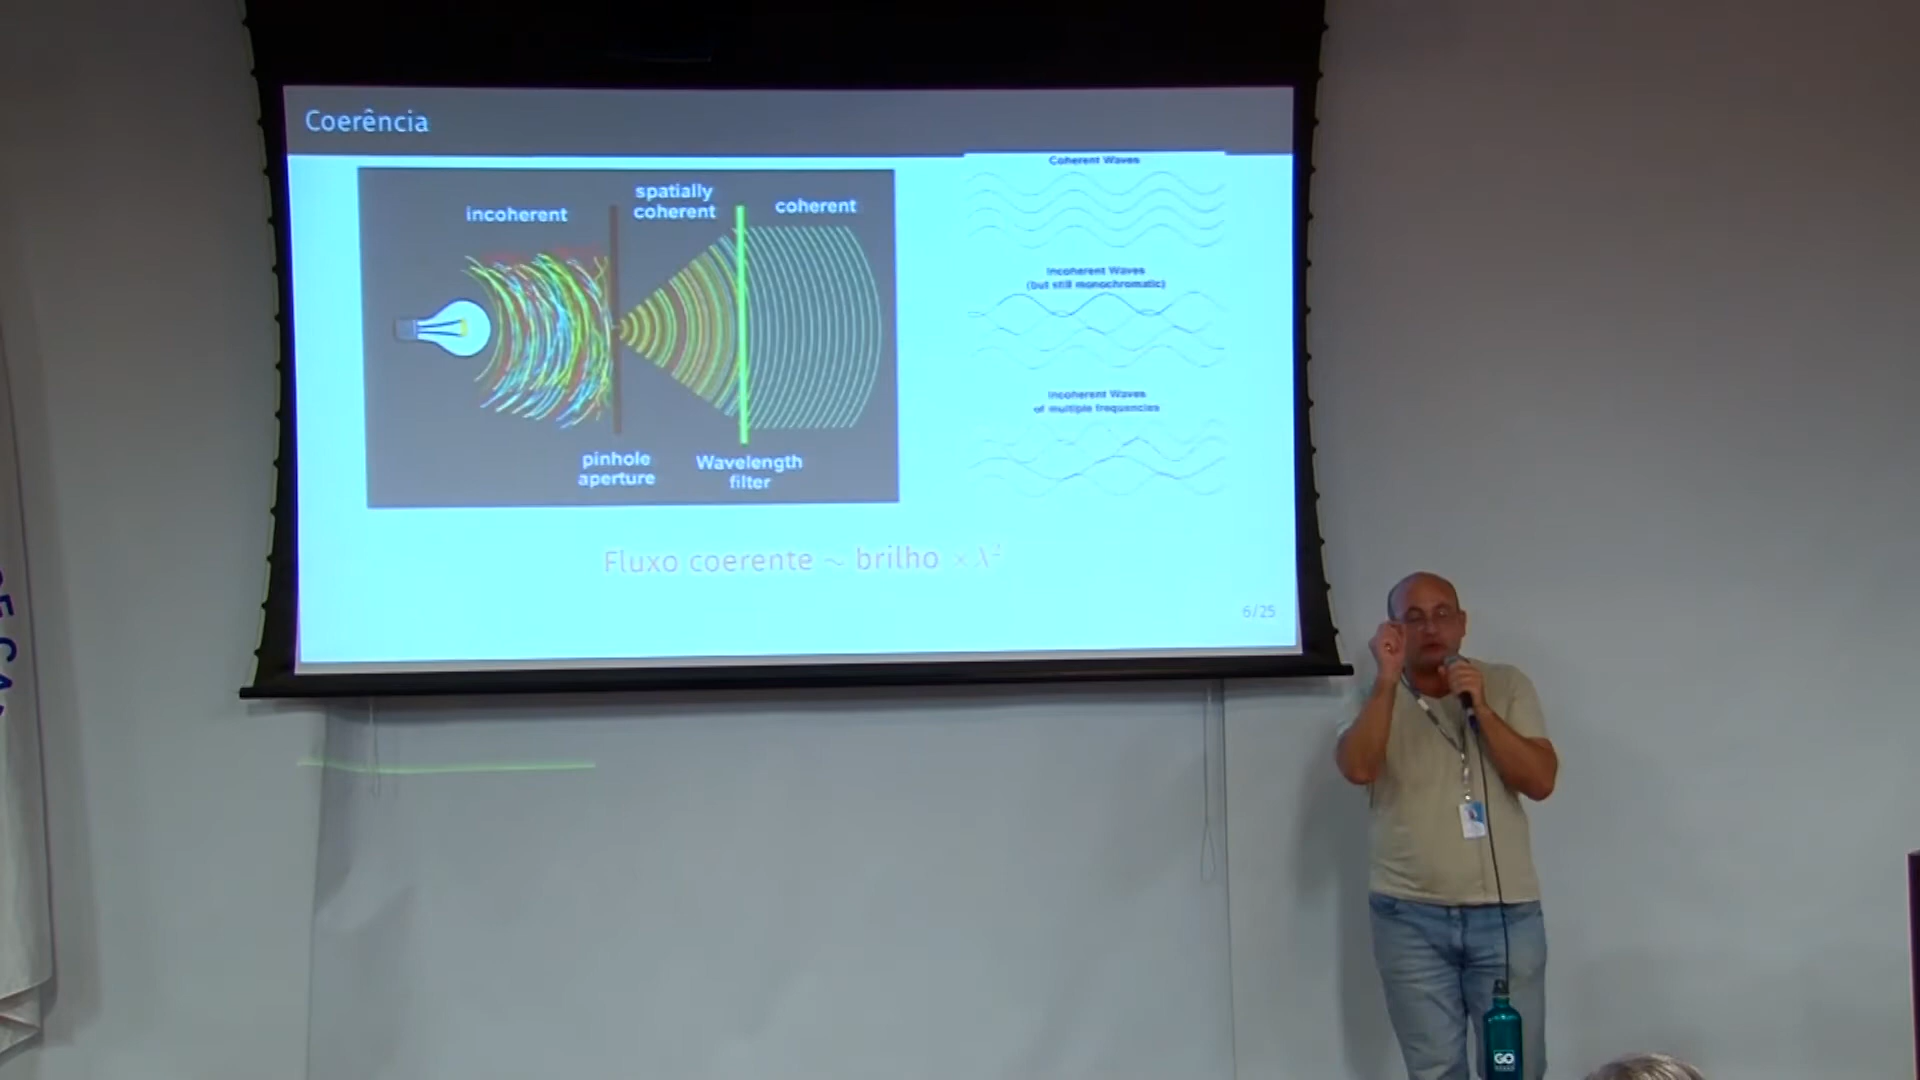 Coerência
incoherent
spatially
coherent
coherent
pinhole
aperture
Wavelength
filter
Coherent Waves
Incoherent Waves
(but still monochromatic)
Incoherent Waves
of multiple frequencies
Fluxo coerente ~ brilho × λ²
6/25
GO